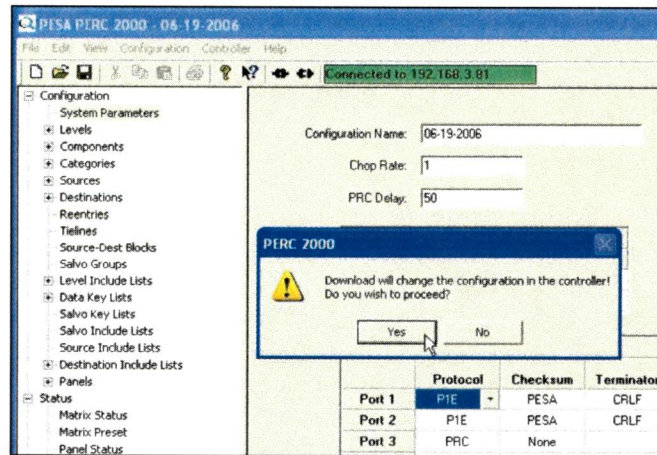 PESA PERC 2000 - 06-19-2006
File Edit View Configuration Controller Help
Connected to 192.168.3.81
Configuration
System Parameters
Levels
Components
Categories
Sources
Destinations
Reentries
Tielines
Source-Dest Blocks
Salvo Groups
Level Include Lists
Data Key Lists
Salvo Key Lists
Salvo Include Lists
Source Include Lists
Destination Include Lists
Panels
Status
Matrix Status
Matrix Preset
Panel Status
Configuration Name: 06-19-2006
Chop Rate: 1
PRC Delay: 50
PERC 2000
Download will change the configuration in the controller!
Do you wish to proceed?
Yes No
Protocol Checksum Terminator
Port 1 P1E PESA CRLF
Port 2 P1E PESA CRLF
Port 3 PRC None